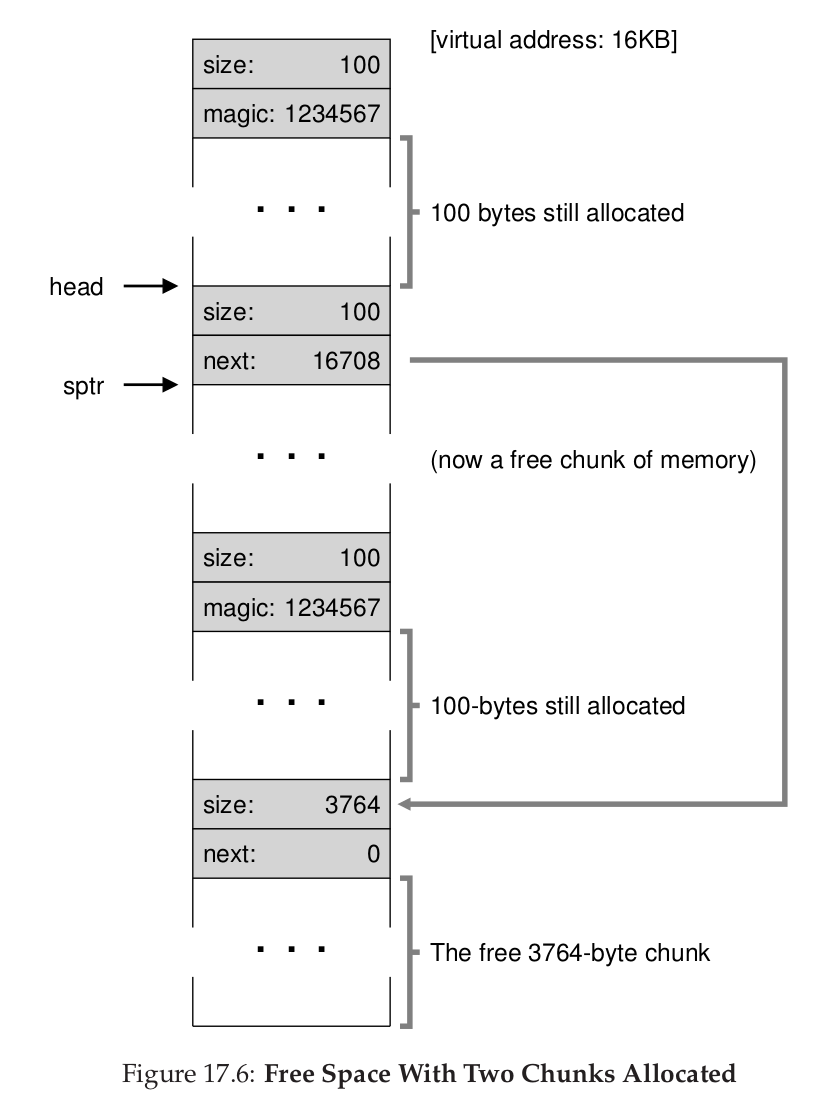 [virtual address: 16KB]
size: 100
magic: 1234567
. . .
100 bytes still allocated
head
size: 100
next: 16708
sptr
. . .
(now a free chunk of memory)
size: 100
magic: 1234567
. . .
100-bytes still allocated
size: 3764
next: 0
. . .
The free 3764-byte chunk
Figure 17.6: Free Space With Two Chunks Allocated